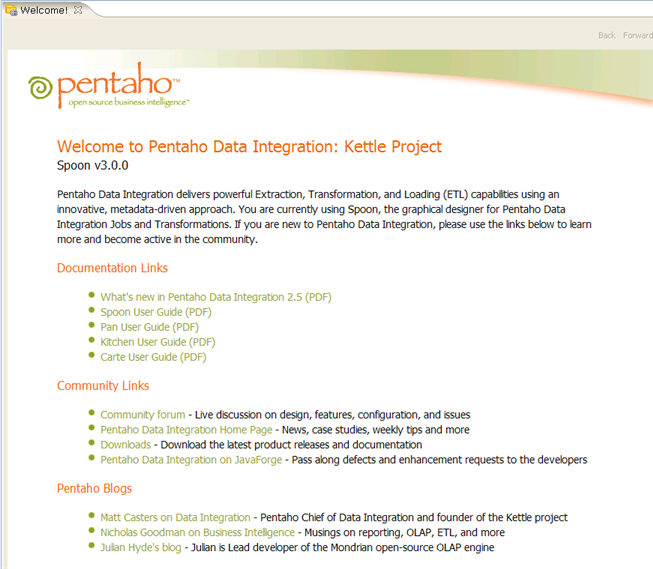 Welcome!
Back Forward
pentaho™
open source business intelligence™
Welcome to Pentaho Data Integration: Kettle Project
Spoon v3.0.0
Pentaho Data Integration delivers powerful Extraction, Transformation, and Loading (ETL) capabilities using an
innovative, metadata-driven approach. You are currently using Spoon, the graphical designer for Pentaho Data
Integration Jobs and Transformations. If you are new to Pentaho Data Integration, please use the links below to learn
more and become active in the community.
Documentation Links
What's new in Pentaho Data Integration 2.5 (PDF)
Spoon User Guide (PDF)
Pan User Guide (PDF)
Kitchen User Guide (PDF)
Carte User Guide (PDF)
Community Links
Community forum - Live discussion on design, features, configuration, and issues
Pentaho Data Integration Home Page - News, case studies, weekly tips and more
Downloads - Download the latest product releases and documentation
Pentaho Data Integration on JavaForge - Pass along defects and enhancement requests to the developers
Pentaho Blogs
Matt Casters on Data Integration - Pentaho Chief of Data Integration and founder of the Kettle project
Nicholas Goodman on Business Intelligence - Musings on reporting, OLAP, ETL, and more
Julian Hyde's blog - Julian is Lead developer of the Mondrian open-source OLAP engine